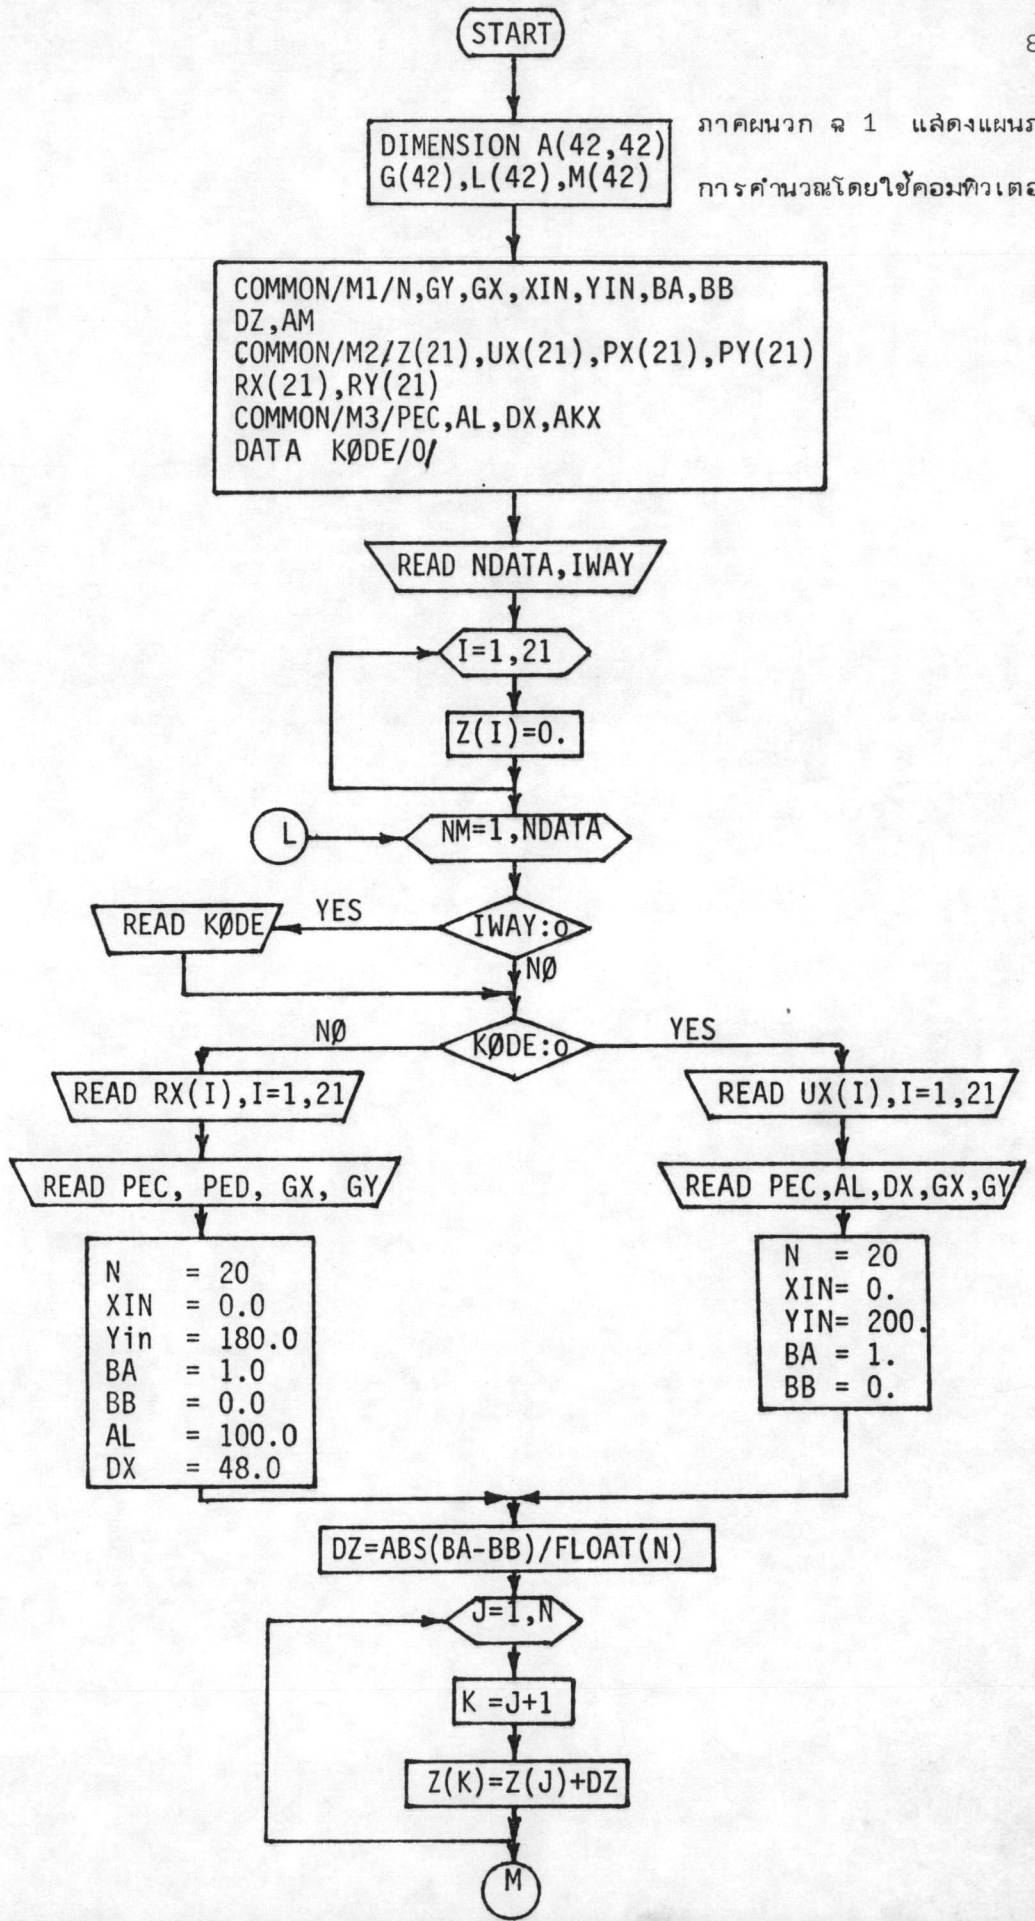 START
ภาคผนวก ฉ 1 แสดงแผนภ
การคำนวณโดยใช้คอมพิวเตอ
DIMENSION A(42,42)
G(42),L(42),M(42)
COMMON/M1/N,GY,GX,XIN,YIN,BA,BB
DZ,AM
COMMON/M2/Z(21),UX(21),PX(21),PY(21)
RX(21),RY(21)
COMMON/M3/PEC,AL,DX,AKX
DATA KØDE/0/
READ NDATA,IWAY
I=1,21
Z(I)=0.
L
NM=1,NDATA
READ KØDE
YES
IWAY:o
NØ
NØ
KØDE:o
YES
READ RX(I),I=1,21
READ UX(I),I=1,21
READ PEC, PED, GX, GY
READ PEC,AL,DX,GX,GY
N = 20
XIN = 0.0
Yin = 180.0
BA = 1.0
BB = 0.0
AL = 100.0
DX = 48.0
N = 20
XIN= 0.
YIN= 200.
BA = 1.
BB = 0.
DZ=ABS(BA-BB)/FLOAT(N)
J=1,N
K =J+1
Z(K)=Z(J)+DZ
M